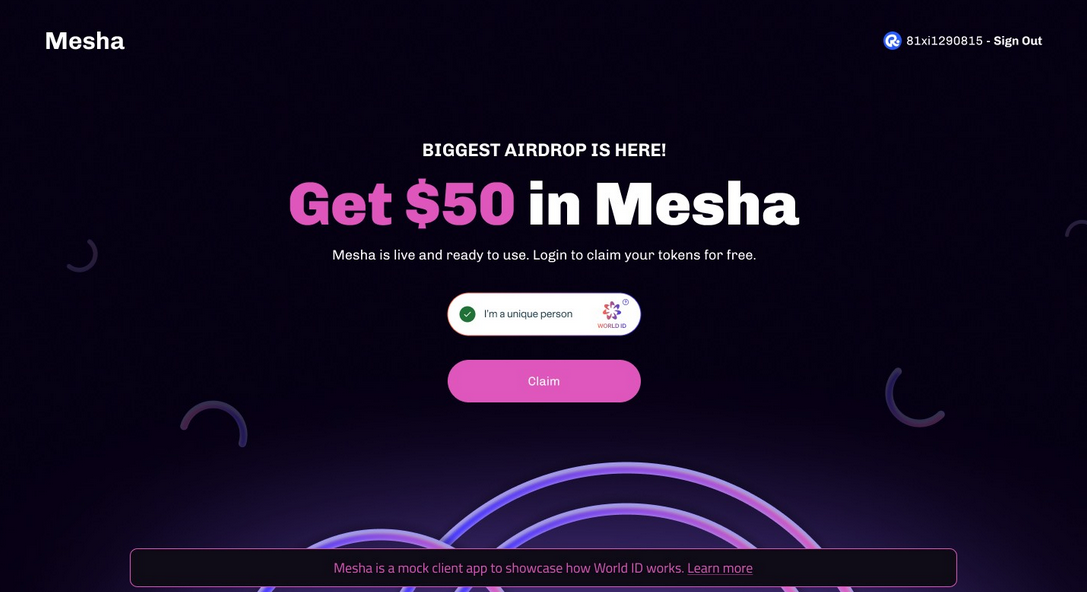 Mesha
81xi1290815 - Sign Out
BIGGEST AIRDROP IS HERE!
Get $50 in Mesha
Mesha is live and ready to use. Login to claim your tokens for free.
I'm a unique person
WORLD ID
Claim
Mesha is a mock client app to showcase how World ID works. Learn more